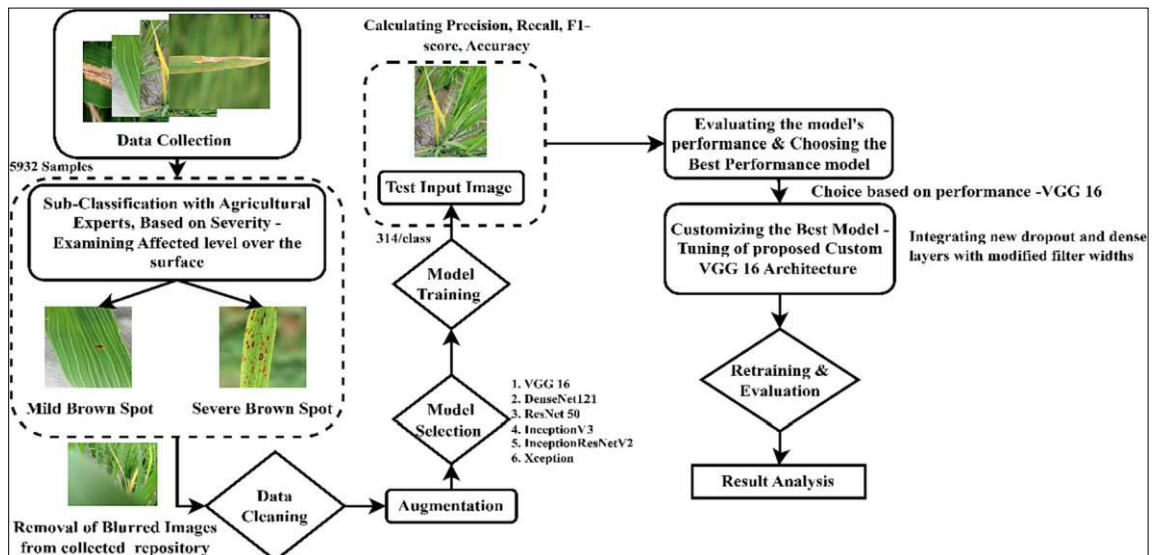 Data Collection
5932 Samples
Sub-Classification with Agricultural
Experts, Based on Severity -
Examining Affected level over the
surface
Mild Brown Spot
Severe Brown Spot
Removal of Blurred Images
from collected repository
Data
Cleaning
Augmentation
Model
Selection
1. VGG 16
2. DenseNet121
3. ResNet 50
4. InceptionV3
5. InceptionResNetV2
6. Xception
Model
Training
314/class
Test Input Image
Calculating Precision, Recall, F1-
score, Accuracy
Evaluating the model's
performance & Choosing the
Best Performance model
Choice based on performance -VGG 16
Customizing the Best Model -
Tuning of proposed Custom
VGG 16 Architecture
Integrating new dropout and dense
layers with modified filter widths
Retraining &
Evaluation
Result Analysis